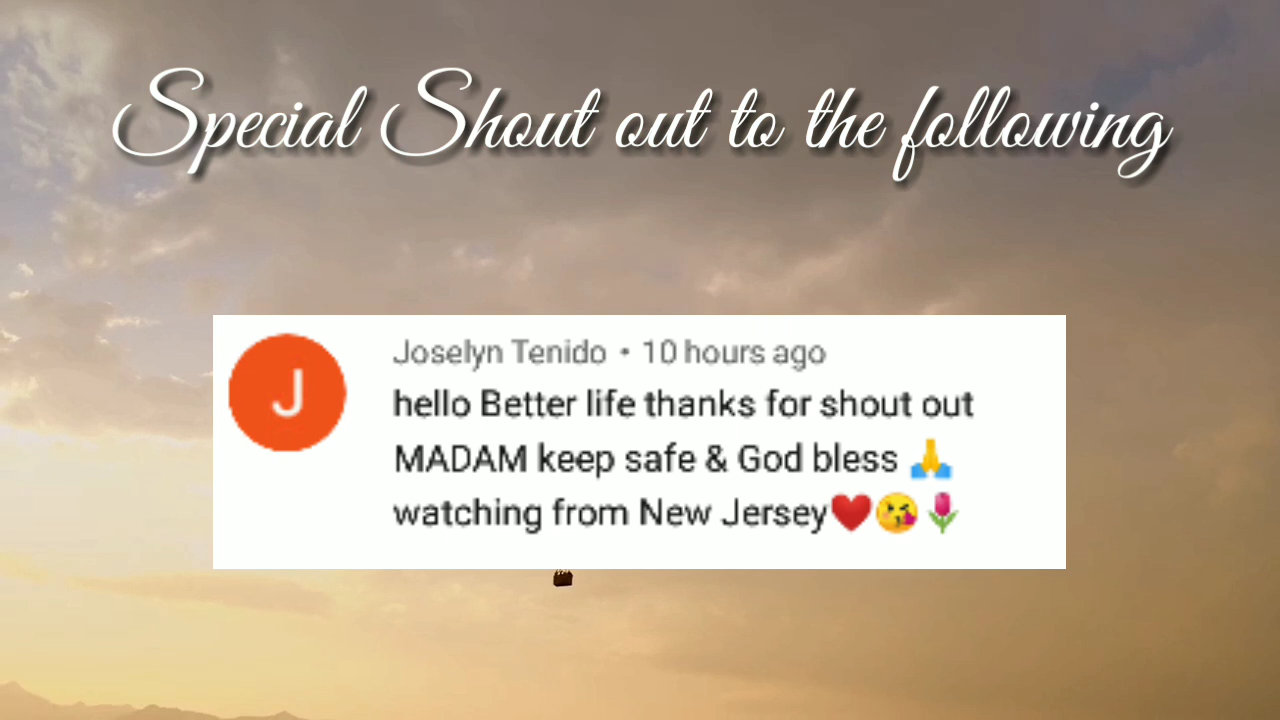 Special Shout out to the following
J
Joselyn Tenido • 10 hours ago
hello Better life thanks for shout out
MADAM keep safe & God bless 🙏
watching from New Jersey❤️😘🌷